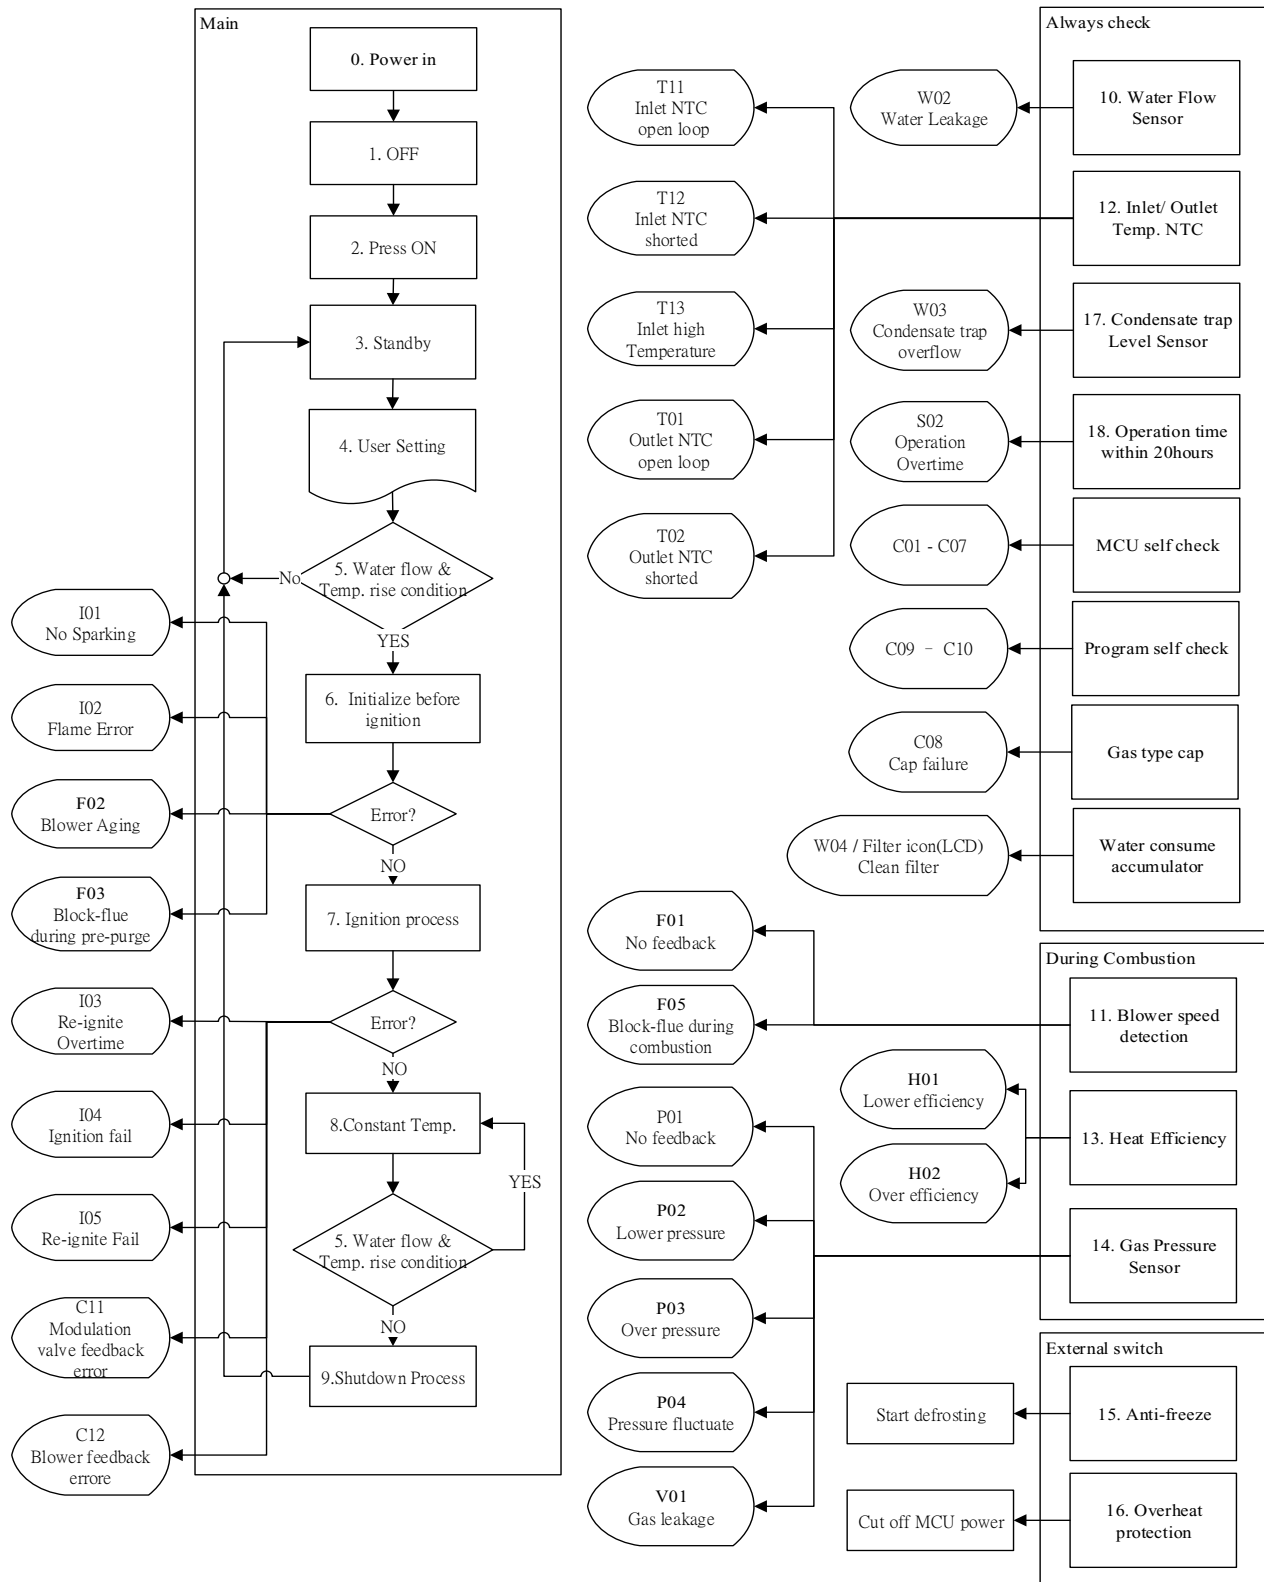 Main
0. Power in
1. OFF
2. Press ON
3. Standby
4. User Setting
5. Water flow &
Temp. rise condition
No
YES
6. Initialize before
ignition
Error?
NO
7. Ignition process
Error?
NO
8.Constant Temp.
YES
5. Water flow &
Temp. rise condition
NO
9.Shutdown Process
I01
No Sparking
I02
Flame Error
F02
Blower Aging
F03
Block-flue
during pre-purge
I03
Re-ignite
Overtime
I04
Ignition fail
I05
Re-ignite Fail
C11
Modulation
valve feedback
error
C12
Blower feedback
errore
T11
Inlet NTC
open loop
T12
Inlet NTC
shorted
T13
Inlet high
Temperature
T01
Outlet NTC
open loop
T02
Outlet NTC
shorted
W02
Water Leakage
W03
Condensate trap
overflow
S02
Operation
Overtime
C01 - C07
C09 - C10
C08
Cap failure
W04 / Filter icon(LCD)
Clean filter
Always check
10. Water Flow
Sensor
12. Inlet/ Outlet
Temp. NTC
17. Condensate trap
Level Sensor
18. Operation time
within 20hours
MCU self check
Program self check
Gas type cap
Water consume
accumulator
F01
No feedback
F05
Block-flue during
combustion
P01
No feedback
P02
Lower pressure
P03
Over pressure
P04
Pressure fluctuate
V01
Gas leakage
H01
Lower efficiency
H02
Over efficiency
During Combustion
11. Blower speed
detection
13. Heat Efficiency
14. Gas Pressure
Sensor
External switch
Start defrosting
15. Anti-freeze
Cut off MCU power
16. Overheat
protection